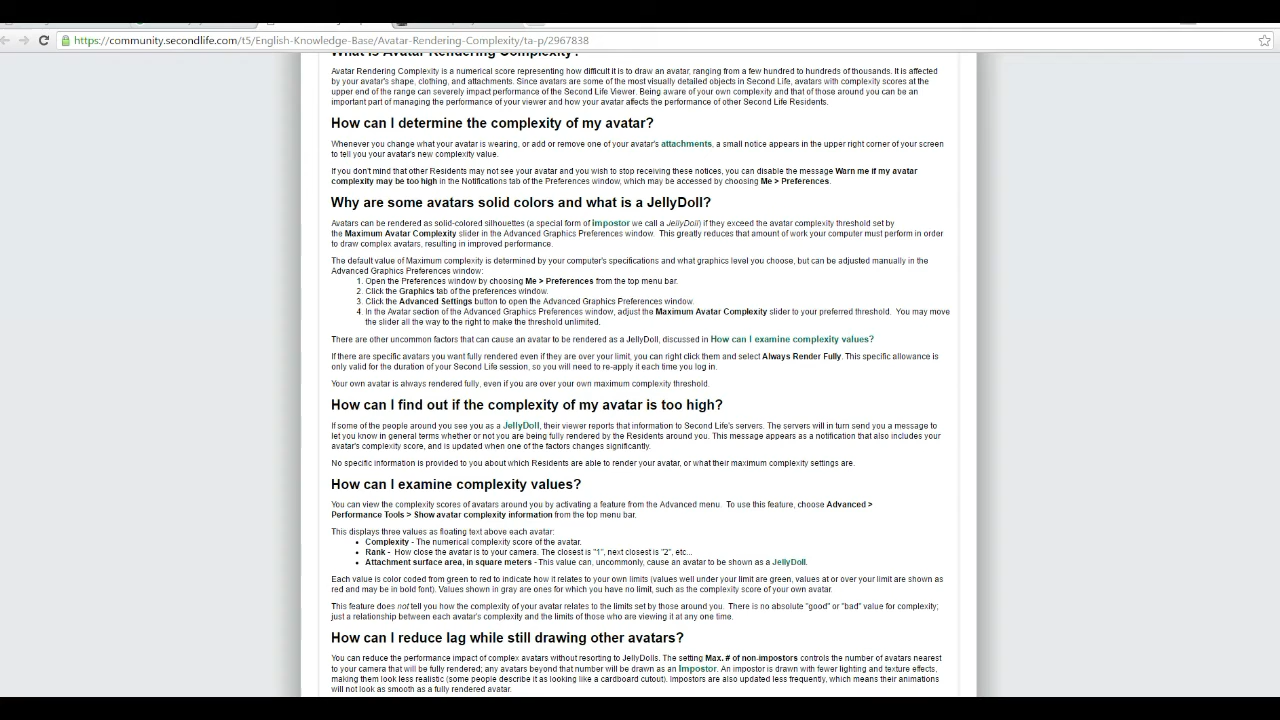 https://community.secondlife.com/t5/English-Knowledge-Base/Avatar-Rendering-Complexity/ta-p/2967838
What is Avatar Rendering Complexity?
Avatar Rendering Complexity is a numerical score representing how difficult it is to draw an avatar, ranging from a few hundred to hundreds of thousands. It is affected
by your avatar's shape, clothing, and attachments. Since avatars are some of the most visually detailed objects in Second Life, avatars with complexity scores at the
upper end of the range can severely impact performance of the Second Life Viewer. Being aware of your own complexity and that of those around you can be an
important part of managing the performance of your viewer and how your avatar affects the performance of other Second Life Residents.
How can I determine the complexity of my avatar?
Whenever you change what your avatar is wearing, or add or remove one of your avatar's attachments, a small notice appears in the upper right corner of your screen
to tell you your avatar's new complexity value.
If you don't mind that other Residents may not see your avatar and you wish to stop receiving these notices, you can disable the message Warn me if my avatar
complexity may be too high in the Notifications tab of the Preferences window, which may be accessed by choosing Me > Preferences.
Why are some avatars solid colors and what is a JellyDoll?
Avatars can be rendered as solid-colored silhouettes (a special form of impostor we call a JellyDoll) if they exceed the avatar complexity threshold set by
the Maximum Avatar Complexity slider in the Advanced Graphics Preferences window. This greatly reduces that amount of work your computer must perform in order
to draw complex avatars, resulting in improved performance.
The default value of Maximum complexity is determined by your computer's specifications and what graphics level you choose, but can be adjusted manually in the
Advanced Graphics Preferences window:
1. Open the Preferences window by choosing Me > Preferences from the top menu bar.
2. Click the Graphics tab of the preferences window.
3. Click the Advanced Settings button to open the Advanced Graphics Preferences window.
4. In the Avatar section of the Advanced Graphics Preferences window, adjust the Maximum Avatar Complexity slider to your preferred threshold. You may move
the slider all the way to the right to make the threshold unlimited.
There are other uncommon factors that can cause an avatar to be rendered as a JellyDoll, discussed in How can I examine complexity values?
If there are specific avatars you want fully rendered even if they are over your limit, you can right click them and select Always Render Fully. This specific allowance is
only valid for the duration of your Second Life session, so you will need to re-apply it each time you log in.
Your own avatar is always rendered fully, even if you are over your own maximum complexity threshold.
How can I find out if the complexity of my avatar is too high?
If some of the people around you see you as a JellyDoll, their viewer reports that information to Second Life's servers. The servers will in turn send you a message to
let you know in general terms whether or not you are being fully rendered by the Residents around you. This message appears as a notification that also includes your
avatar's complexity score, and is updated when one of the factors changes significantly.
No specific information is provided to you about which Residents are able to render your avatar, or what their maximum complexity settings are.
How can I examine complexity values?
You can view the complexity scores of avatars around you by activating a feature from the Advanced menu. To use this feature, choose Advanced >
Performance Tools > Show avatar complexity information from the top menu bar.
This displays three values as floating text above each avatar:
• Complexity - The numerical complexity score of the avatar.
• Rank - How close the avatar is to your camera. The closest is "1", next closest is "2", etc...
• Attachment surface area, in square meters - This value can, uncommonly, cause an avatar to be shown as a JellyDoll.
Each value is color coded from green to red to indicate how it relates to your own limits (values well under your limit are green, values at or over your limit are shown as
red and may be in bold font). Values shown in gray are ones for which you have no limit, such as the complexity score of your own avatar.
This feature does not tell you how the complexity of your avatar relates to the limits set by those around you. There is no absolute "good" or "bad" value for complexity;
just a relationship between each avatar's complexity and the limits of those who are viewing it at any one time.
How can I reduce lag while still drawing other avatars?
You can reduce the performance impact of complex avatars without resorting to JellyDolls. The setting Max. # of non-impostors controls the number of avatars nearest
to your camera that will be fully rendered; any avatars beyond that number will be drawn as an Impostor. An impostor is drawn with fewer lighting and texture effects,
making them look less realistic (some people describe it as looking like a cardboard cutout). Impostors are also updated less frequently, which means their animations
will not look as smooth as a fully rendered avatar.